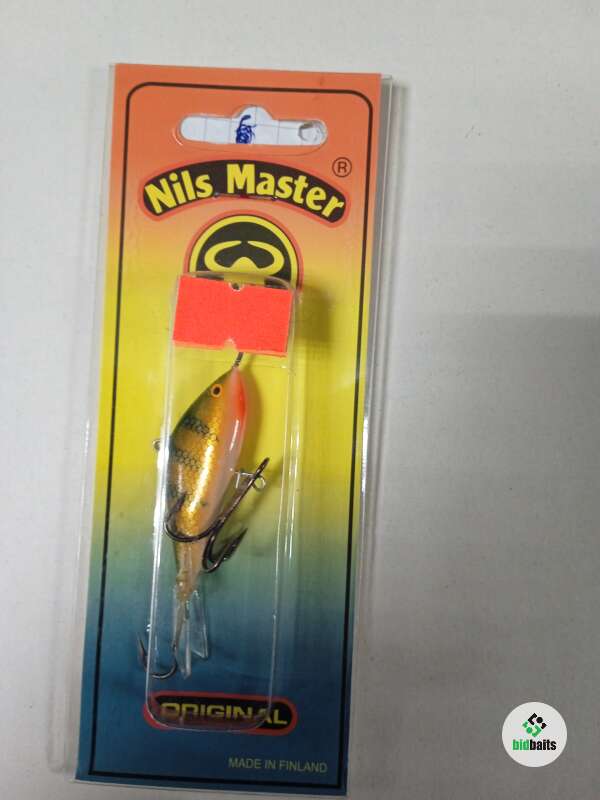 Nils Master ®
ORIGINAL
MADE IN FINLAND
bidbaits